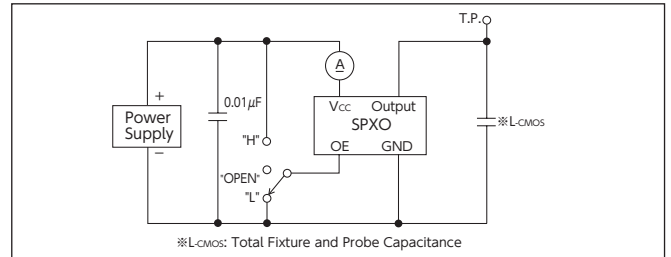 T.P.
A
+
Power
Supply
−
0.01μF
"H"
"OPEN"
"L"
Vcc Output
SPXO
OE GND
※L-CMOS
※L-CMOS: Total Fixture and Probe Capacitance